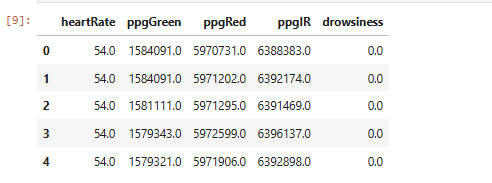 [9]:
heartRate ppgGreen ppgRed ppgIR drowsiness
0 54.0 1584091.0 5970731.0 6388383.0 0.0
1 54.0 1584091.0 5971202.0 6392174.0 0.0
2 54.0 1581111.0 5971295.0 6391469.0 0.0
3 54.0 1579343.0 5972599.0 6396137.0 0.0
4 54.0 1579321.0 5971906.0 6392898.0 0.0